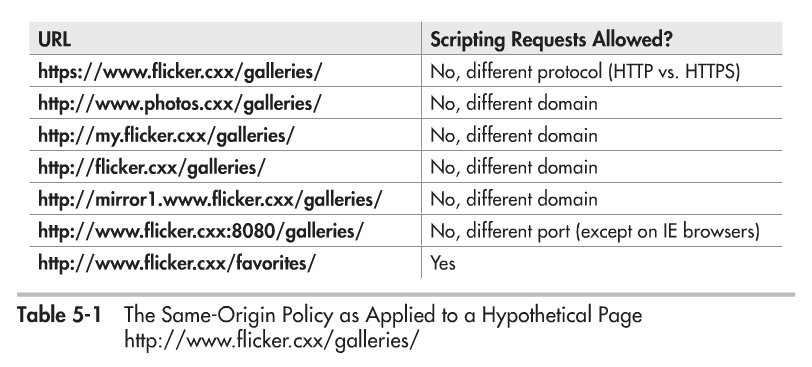 URL Scripting Requests Allowed?
https://www.flicker.cxx/galleries/ No, different protocol (HTTP vs. HTTPS)
http://www.photos.cxx/galleries/ No, different domain
http://my.flicker.cxx/galleries/ No, different domain
http://flicker.cxx/galleries/ No, different domain
http://mirror1.www.flicker.cxx/galleries/ No, different domain
http://www.flicker.cxx:8080/galleries/ No, different port (except on IE browsers)
http://www.flicker.cxx/favorites/ Yes
Table 5-1 The Same-Origin Policy as Applied to a Hypothetical Page
http://www.flicker.cxx/galleries/